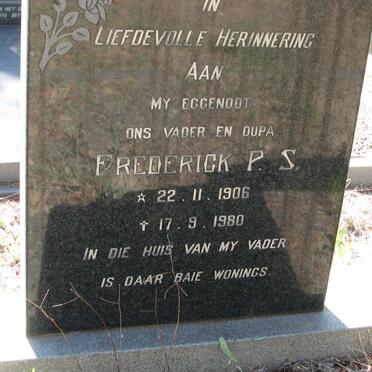 IN
LIEFDEVOLLE HERINNERING
AAN
MY EGGENOOT
ONS VADER EN OUPA
FREDERICK P. S.
☆ 22. 11. 1906
✝ 17. 9. 1980
IN DIE HUIS VAN MY VADER
IS DAAR BAIE WONINGS.